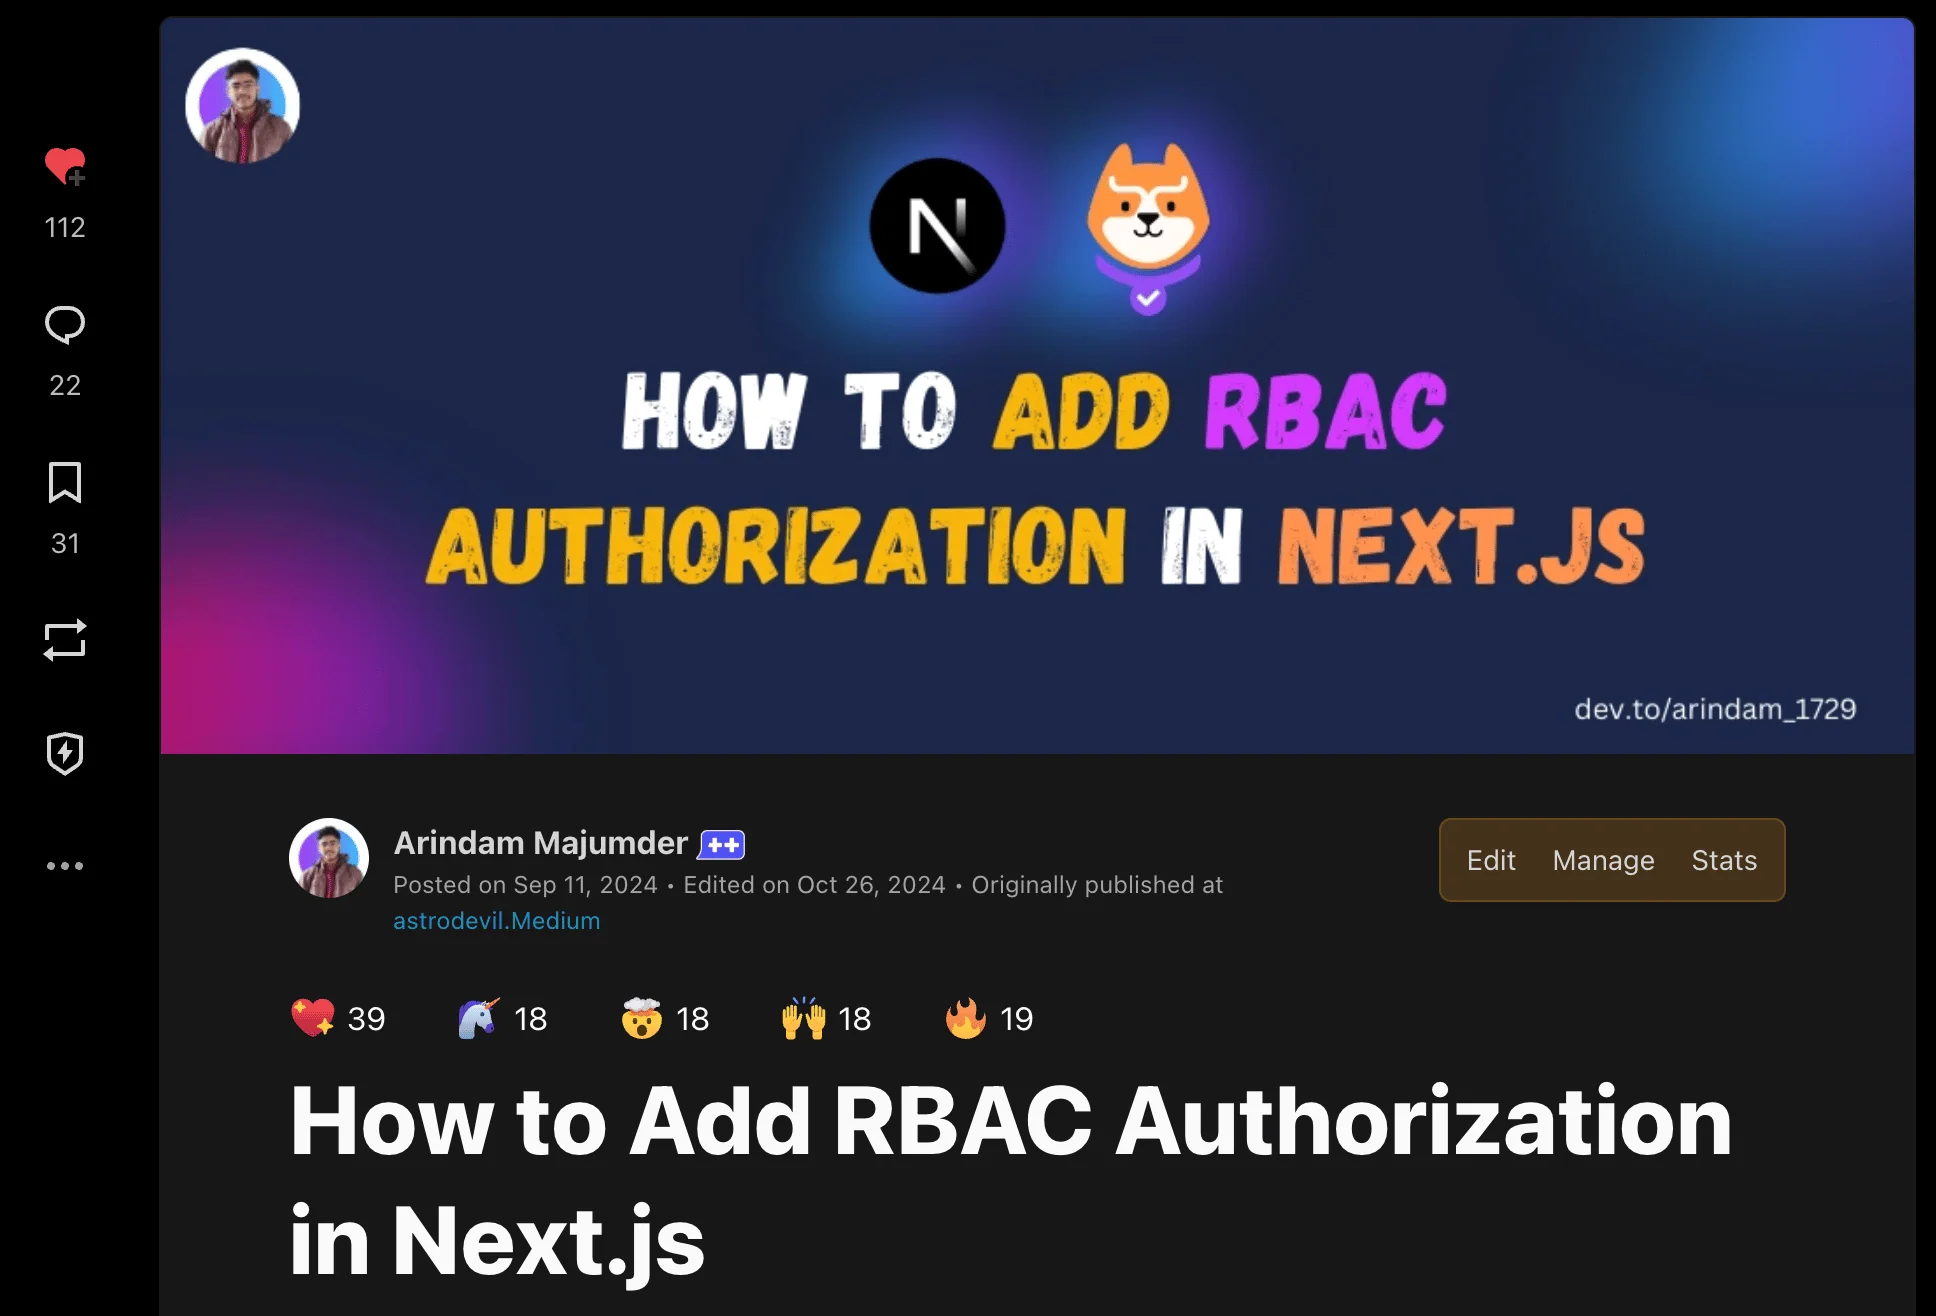 112
22
31
HOW TO ADD RBAC
AUTHORIZATION IN NEXT.JS
dev.to/arindam_1729
Arindam Majumder ++
Posted on Sep 11, 2024 • Edited on Oct 26, 2024 • Originally published at
astrodevil.Medium
Edit Manage Stats
39 18 18 18 19
How to Add RBAC Authorization
in Next.js